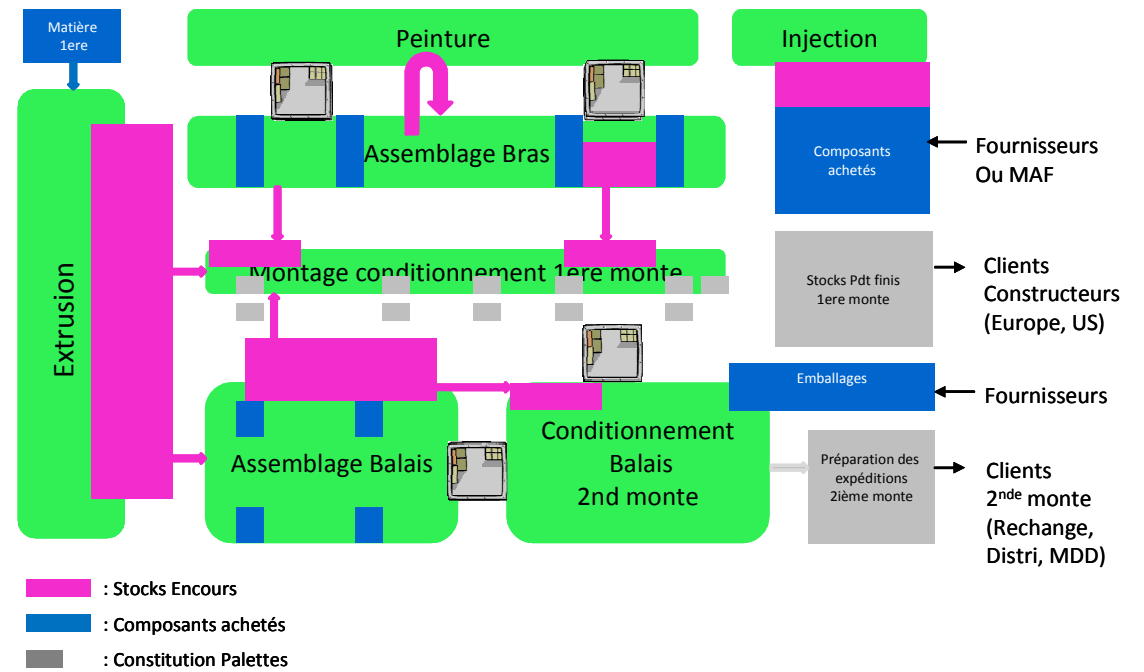 Matière
1ere
Peinture
Injection
Extrusion
Assemblage Bras
Composants
achetés
Fournisseurs
Ou MAF
Montage conditionnement 1ere monte
Stocks Pdt finis
1ere monte
Clients
Constructeurs
(Europe, US)
Emballages
Fournisseurs
Assemblage Balais
Conditionnement
Balais
2nd monte
Préparation des
expéditions
2ième monte
Clients
2nde monte
(Rechange,
Distri, MDD)
: Stocks Encours
: Composants achetés
: Constitution Palettes